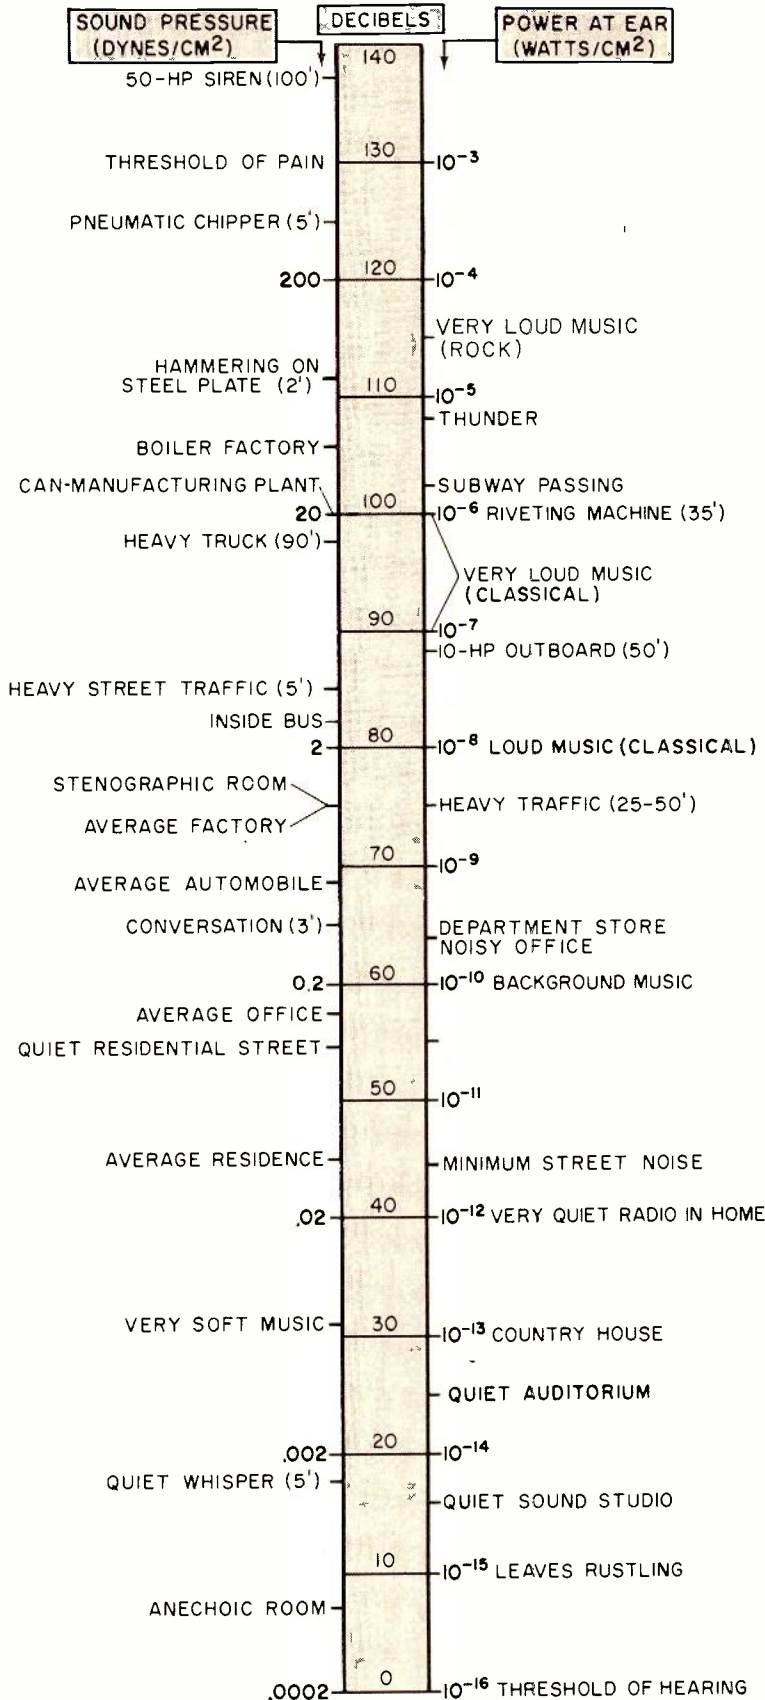 SOUND PRESSURE
(DYNES/CM²)
DECIBELS
POWER AT EAR
(WATTS/CM²)
140
50-HP SIREN (100')
130
THRESHOLD OF PAIN
10⁻³
PNEUMATIC CHIPPER (5')
120
200
10⁻⁴
VERY LOUD MUSIC
(ROCK)
HAMMERING ON
STEEL PLATE (2')
110
10⁻⁵
THUNDER
BOILER FACTORY
CAN-MANUFACTURING PLANT
SUBWAY PASSING
100
20
10⁻⁶ RIVETING MACHINE (35')
HEAVY TRUCK (90')
VERY LOUD MUSIC
(CLASSICAL)
90
10⁻⁷
10-HP OUTBOARD (50')
HEAVY STREET TRAFFIC (5')
INSIDE BUS
80
2
10⁻⁸ LOUD MUSIC (CLASSICAL)
STENOGRAPHIC ROOM
HEAVY TRAFFIC (25-50')
AVERAGE FACTORY
70
10⁻⁹
AVERAGE AUTOMOBILE
CONVERSATION (3')
DEPARTMENT STORE
NOISY OFFICE
60
0.2
10⁻¹⁰ BACKGROUND MUSIC
AVERAGE OFFICE
QUIET RESIDENTIAL STREET
50
10⁻¹¹
AVERAGE RESIDENCE
MINIMUM STREET NOISE
40
.02
10⁻¹² VERY QUIET RADIO IN HOME
VERY SOFT MUSIC
30
10⁻¹³ COUNTRY HOUSE
QUIET AUDITORIUM
20
.002
10⁻¹⁴
QUIET WHISPER (5')
QUIET SOUND STUDIO
10
10⁻¹⁵ LEAVES RUSTLING
ANECHOIC ROOM
0
.0002
10⁻¹⁶ THRESHOLD OF HEARING